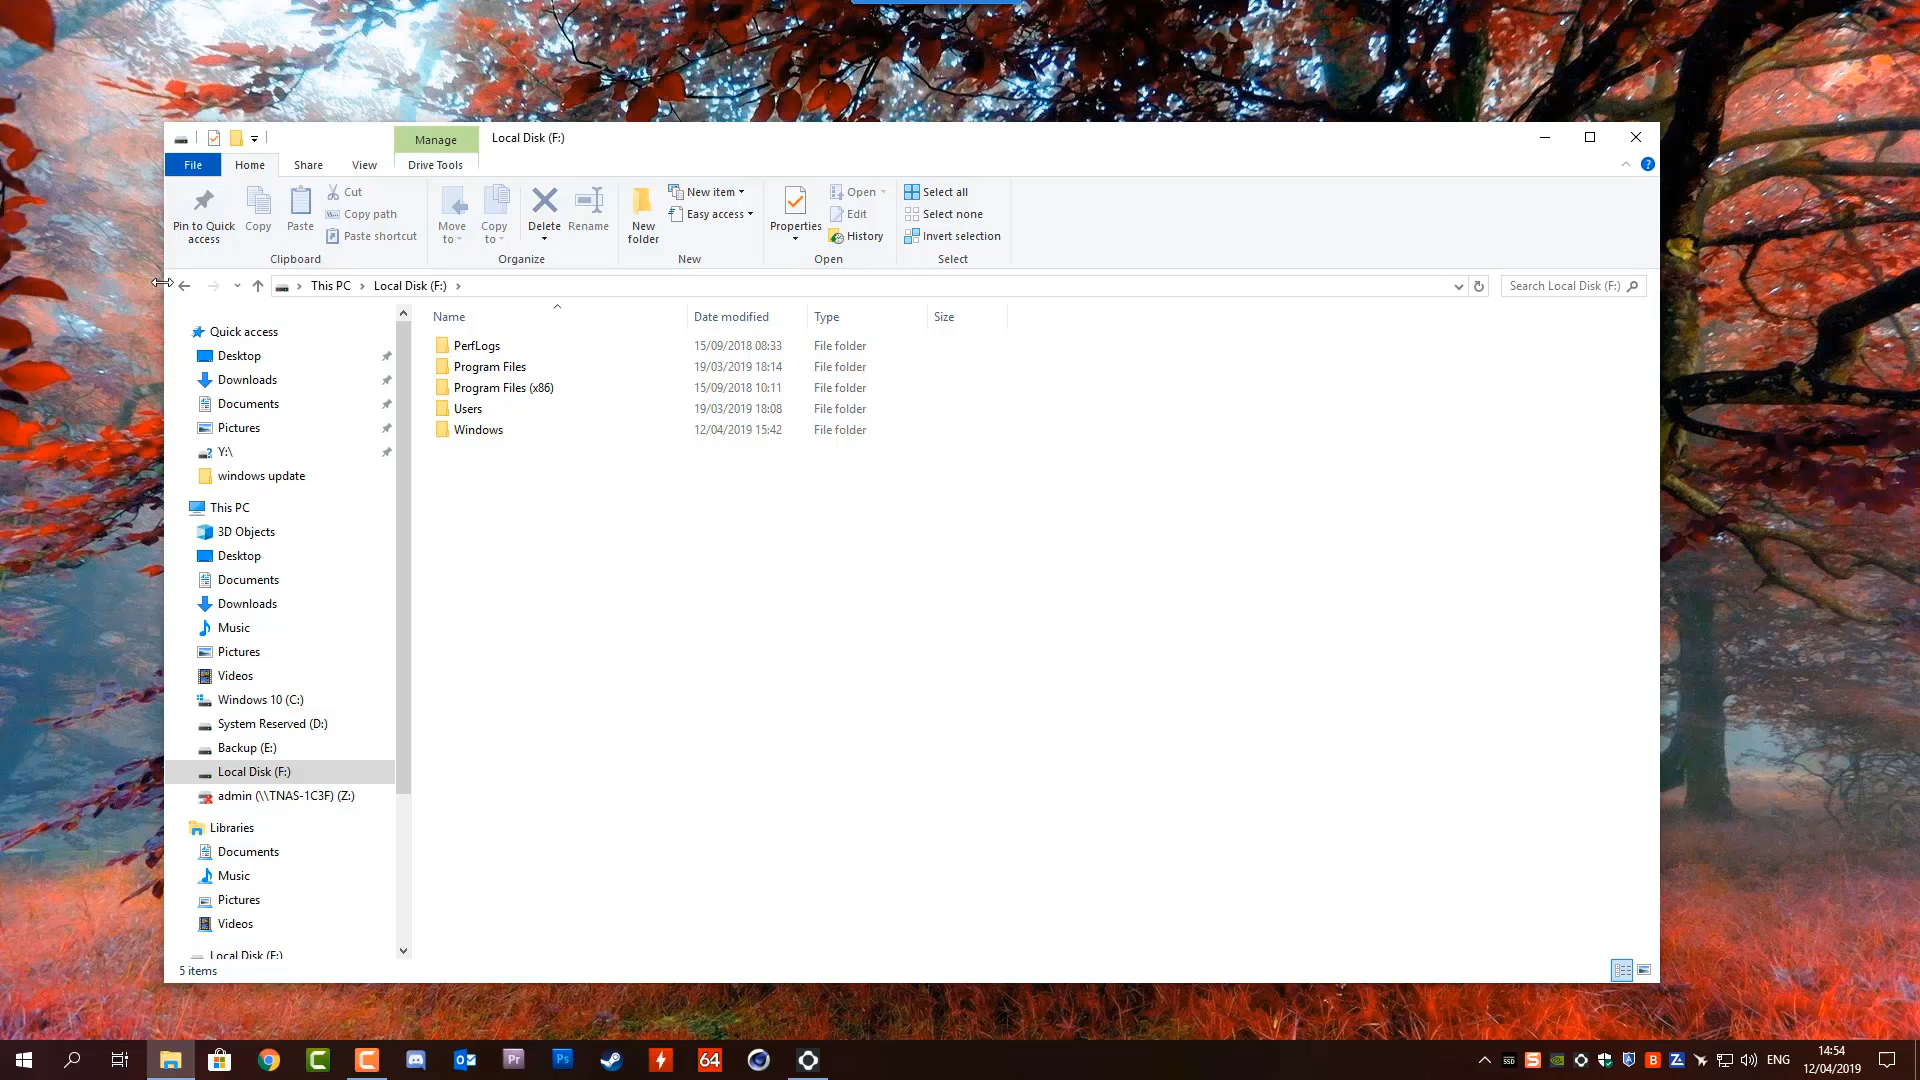 Manage
Local Disk (F:)
File
Home
Share
View
Drive Tools
Pin to Quick access
Copy
Paste
Cut
Copy path
Paste shortcut
Clipboard
Move to
Copy to
Delete
Rename
Organize
New folder
New item
Easy access
New
Properties
Open
Edit
History
Open
Select all
Select none
Invert selection
Select
This PC
Local Disk (F:)
Search Local Disk (F:)
Name
Date modified
Type
Size
PerfLogs 15/09/2018 08:33 File folder
Program Files 19/03/2019 18:14 File folder
Program Files (x86) 15/09/2018 10:11 File folder
Users 19/03/2019 18:08 File folder
Windows 12/04/2019 15:42 File folder
Quick access
Desktop
Downloads
Documents
Pictures
Y:\
windows update
This PC
3D Objects
Desktop
Documents
Downloads
Music
Pictures
Videos
Windows 10 (C:)
System Reserved (D:)
Backup (E:)
Local Disk (F:)
admin (\\TNAS-1C3F) (Z:)
Libraries
Documents
Music
Pictures
Videos
Local Disk (F:)
5 items
Pr
Ps
64
SSD
S
B
Z
ENG
14:54
12/04/2019